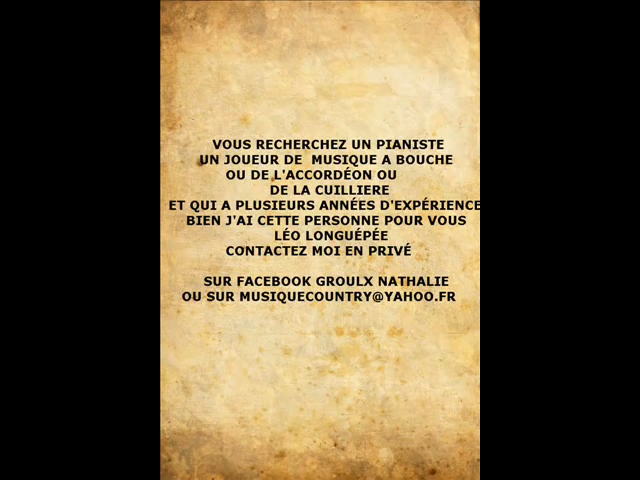 VOUS RECHERCHEZ UN PIANISTE
UN JOUEUR DE MUSIQUE A BOUCHE
OU DE L'ACCORDÉON OU
DE LA CUILLIERE
ET QUI A PLUSIEURS ANNÉES D'EXPÉRIENCE
BIEN J'AI CETTE PERSONNE POUR VOUS
LÉO LONGUÉPÉE
CONTACTEZ MOI EN PRIVÉ
SUR FACEBOOK GROULX NATHALIE
OU SUR MUSIQUECOUNTRY@YAHOO.FR